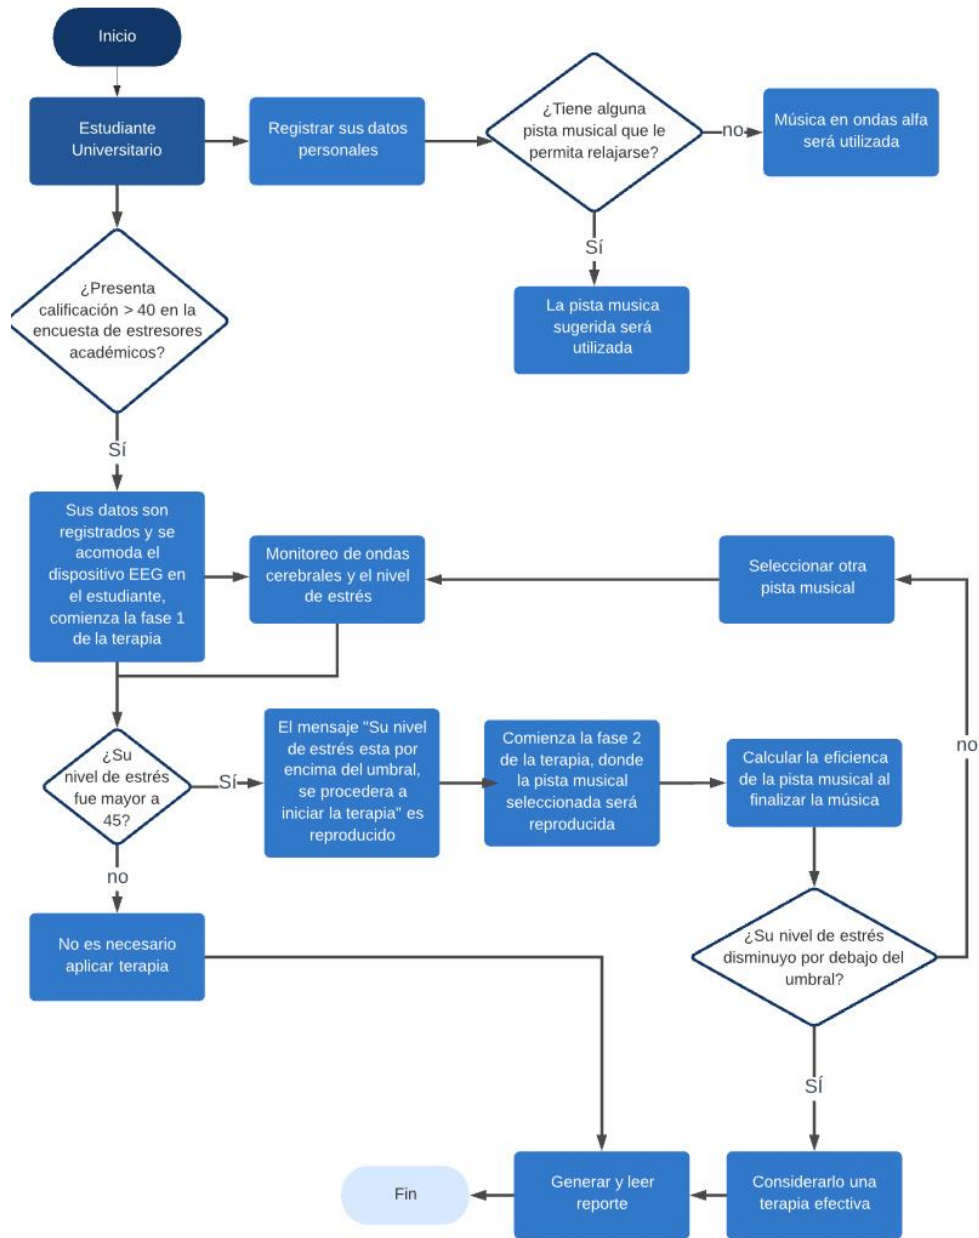 Inicio
Estudiante
Universitario
Registrar sus datos
personales
¿Tiene alguna
pista musical que le
permita relajarse?
no
Música en ondas alfa
será utilizada
Sí
La pista musica
sugerida será
utilizada
¿Presenta
calificación > 40 en la
encuesta de estresores
académicos?
Sí
Sus datos son
registrados y se
acomoda el
dispositivo EEG en
el estudiante,
comienza la fase 1
de la terapia
Monitoreo de ondas
cerebrales y el nivel
de estrés
Seleccionar otra
pista musical
¿Su
nivel de estrés
fue mayor a
45?
Sí
El mensaje "Su nivel
de estrés esta por
encima del umbral,
se procedera a
iniciar la terapia" es
reproducido
Comienza la fase 2
de la terapia, donde
la pista musical
seleccionada será
reproducida
Calcular la eficienca
de la pista musical al
finalizar la música
no
no
No es necesario
aplicar terapia
¿Su nivel de estrés
disminuyo por debajo del
umbral?
SÍ
Fin
Generar y leer
reporte
Considerarlo una
terapia efectiva